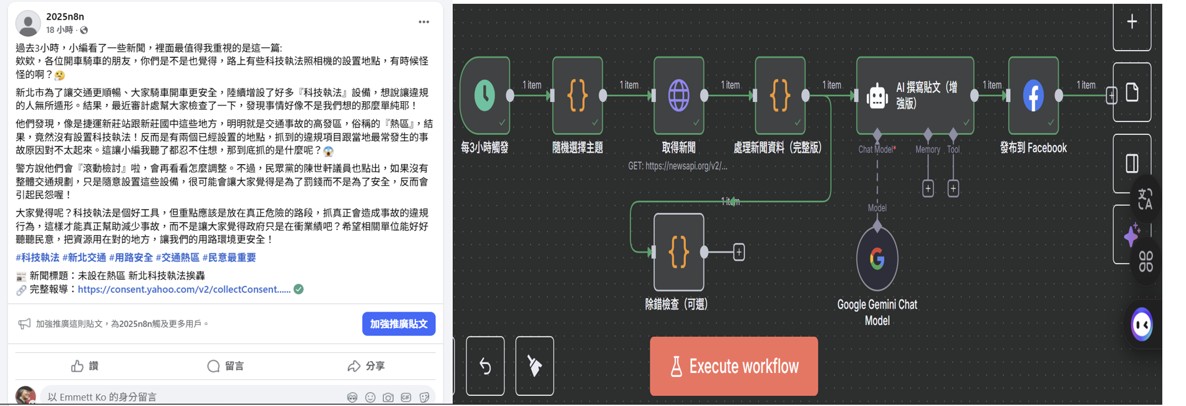 2025n8n
18 小時 ·
過去3小時，小編看了一些新聞，裡面最值得我重視的是這一篇:
欸欸，各位開車騎車的朋友，你們是不是也覺得，路上有些科技執法照相機的設置地點，有時候怪
怪的啊？🤔
新北市為了讓交通更順暢、大家騎車開車更安全，陸續增設了好多『科技執法』設備，想說讓違規
的人無所遁形。結果，最近審計處幫大家檢查了一下，發現事情好像不是我們想的那麼單純耶！
他們發現，像是捷運新莊站跟新莊國中這些地方，明明就是交通事故的高發區，俗稱的『熱區』，結
果，竟然沒有設置科技執法！反而是有兩個已經設置的地點，抓到的違規項目跟當地最常發生的事
故原因對不太起來。這讓小編我聽了都忍不住想，那到底抓的是什麼呢？😱
警方說他們會『滾動檢討』啦，會再看看怎麼調整。不過，民眾黨的陳世軒議員也點出，如果沒有
整體交通規劃，只是隨意設置這些設備，很可能會讓大家覺得是為了罰錢而不是為了安全，反而會
引起民怨喔！
大家覺得呢？科技執法是個好工具，但重點應該是放在真正危險的路段，抓真正會造成事故的違規
行為，這樣才能真正幫助減少事故，而不是讓大家覺得政府只是在衝業績吧？希望相關單位能好好
聽聽民意，把資源用在對的地方，讓我們的用路環境更安全！
#科技執法 #新北交通 #用路安全 #交通熱區 #民意最重要
📰 新聞標題：未設在熱區 新北科技執法挨轟
🔗 完整報導：https://consent.yahoo.com/v2/collectConsent...... ✅
加強推廣這則貼文，為2025n8n觸及更多用戶。
加強推廣貼文
讚
留言
分享
以 Emmett Ko 的身分留言
1 item
1 item
1 item
1 item
1 item
AI 撰寫貼文（增
強版）
每3小時觸發
隨機選擇主題
取得新聞
處理新聞資料（完整版）
Chat Model*
Memory
Tool
發布到 Facebook
GET: https://newsapi.org/v2/...
1 item
Model
除錯檢查（可選）
Google Gemini Chat
Model
Execute workflow